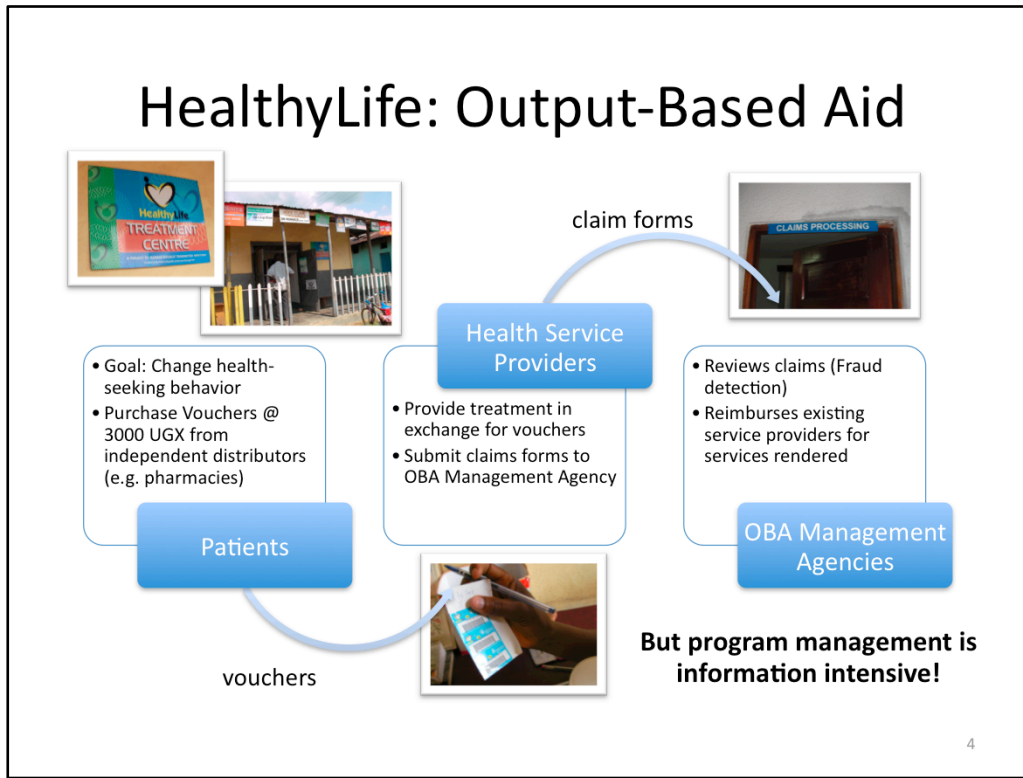 HealthyLife: Output-Based Aid
HealthyLife
TREATMENT
CENTRE
claim forms
CLAIMS PROCESSING
Health Service
Providers
• Goal: Change health-
seeking behavior
• Purchase Vouchers @
3000 UGX from
independent distributors
(e.g. pharmacies)
Patients
• Provide treatment in
exchange for vouchers
• Submit claims forms to
OBA Management Agency
• Reviews claims (Fraud
detection)
• Reimburses existing
service providers for
services rendered
OBA Management
Agencies
vouchers
But program management is
information intensive!
4